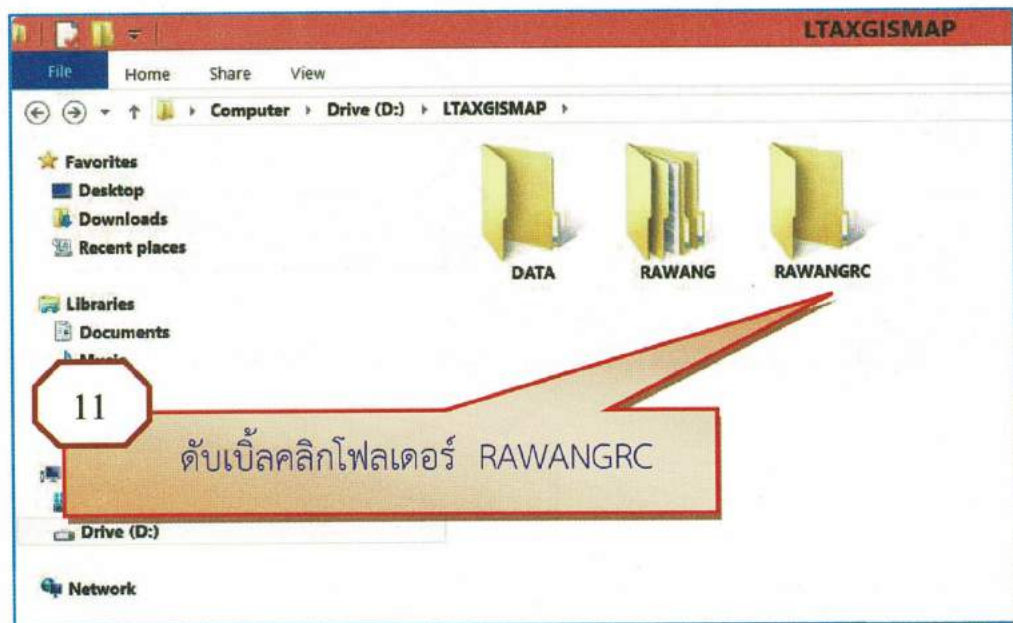 LTAXGISMAP
File Home Share View
Computer Drive (D:) LTAXGISMAP
Favorites
Desktop
Downloads
Recent places
DATA RAWANG RAWANGRC
Libraries
Documents
11
ดับเบิ้ลคลิกโฟลเดอร์ RAWANGRC
Drive (D:)
Network